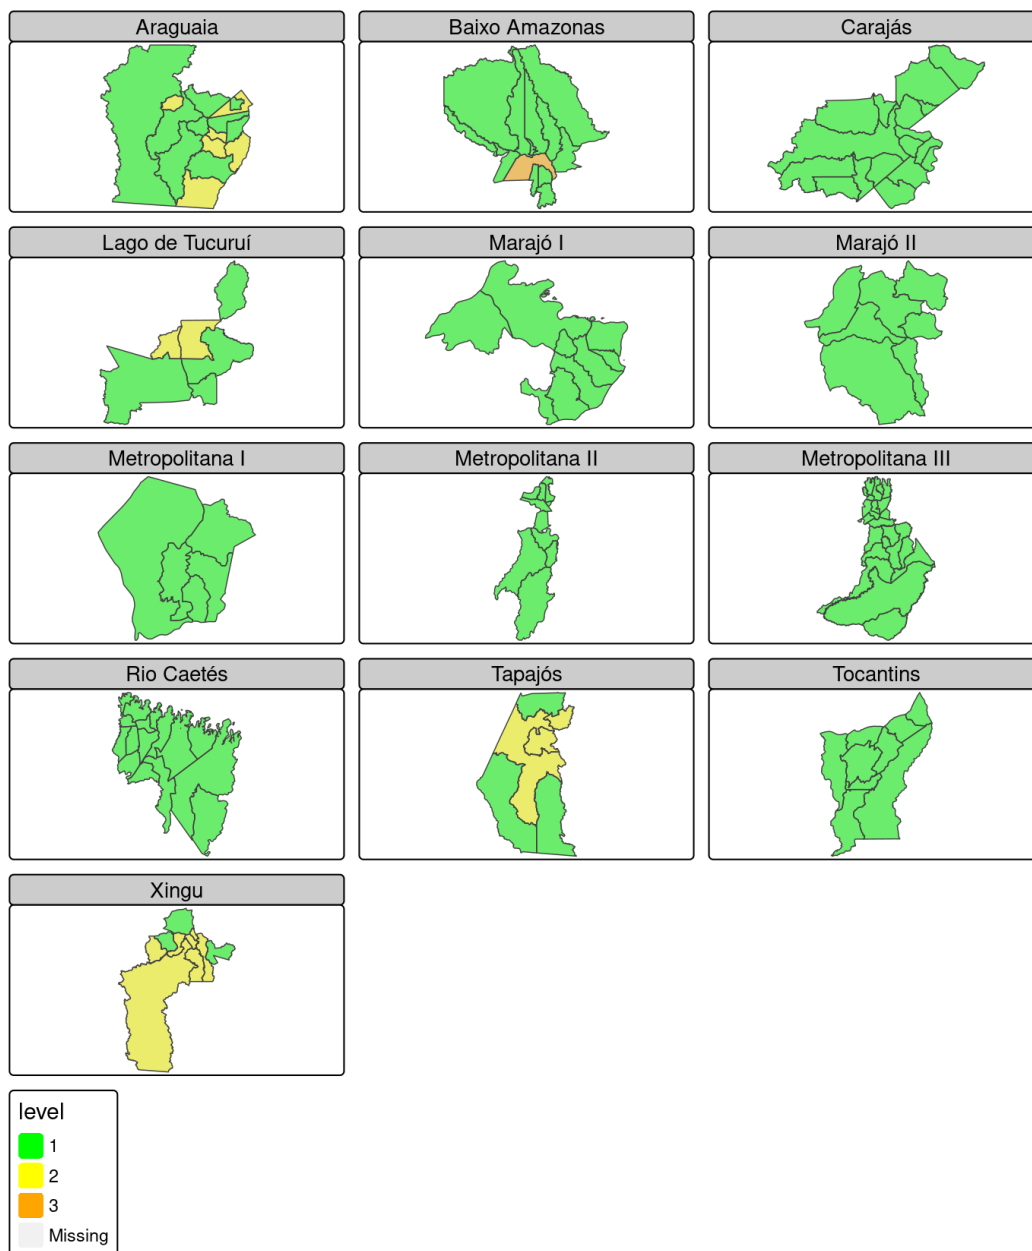 Araguaia
Baixo Amazonas
Carajás
Lago de Tucuruí
Marajó I
Marajó II
Metropolitana I
Metropolitana II
Metropolitana III
Rio Caetés
Tapajós
Tocantins
Xingu
level
1
2
3
Missing